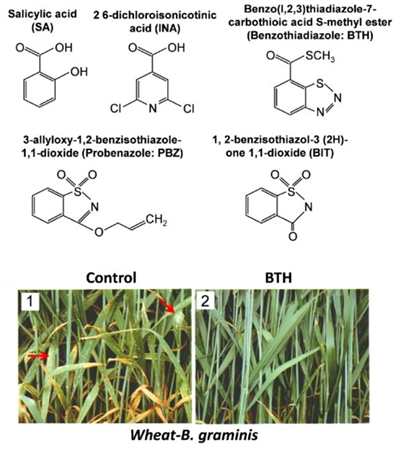 Salicylic acid
(SA)
2 6-dichloroisonicotinic
acid (INA)
Benzo(l,2,3)thiadiazole-7-
carbothioic acid S-methyl ester
(Benzothiadiazole: BTH)
O OH
OH
O OH
Cl N Cl
O SCH₃
S
N
N
3-allyloxy-1,2-benzisothiazole-
1,1-dioxide (Probenazole: PBZ)
1, 2-benzisothiazol-3 (2H)-
one 1,1-dioxide (BIT)
O O
S
N
O
CH₂
O O
S
N
O
Control
BTH
1
2
Wheat-B. graminis